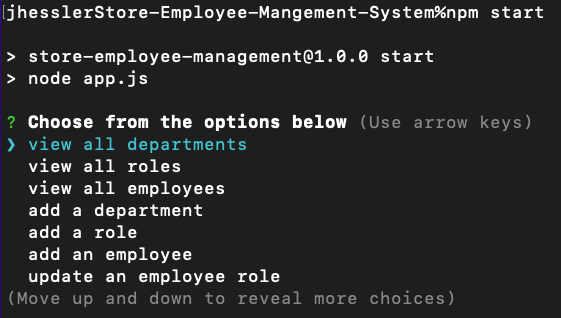 jhesslerStore-Employee-Mangement-System%npm start
> store-employee-management@1.0.0 start
> node app.js
? Choose from the options below (Use arrow keys)
❯ view all departments
view all roles
view all employees
add a department
add a role
add an employee
update an employee role
(Move up and down to reveal more choices)